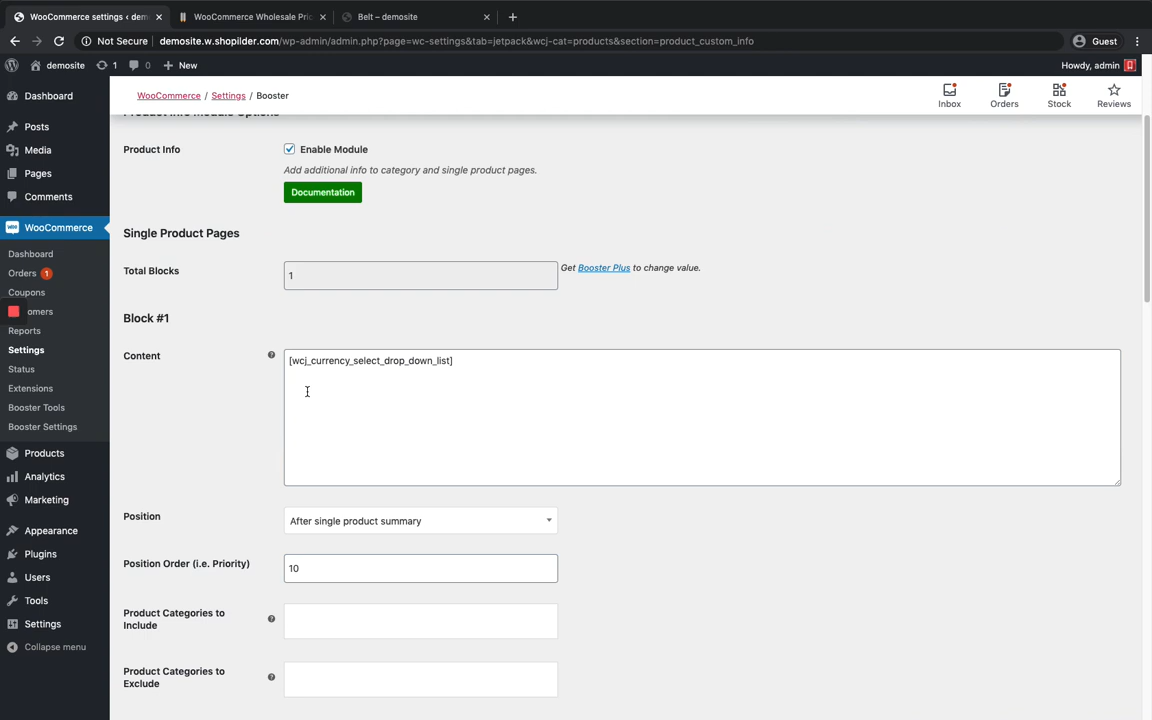 WooCommerce settings ‹ dem
WooCommerce Wholesale Pric
Belt – demosite
Not Secure
demosite.w.shopilder.com/wp-admin/admin.php?page=wc-settings&tab=jetpack&wcj-cat=products&section=product_custom_info
Guest
demosite
1
0
New
Howdy, admin
Dashboard
Posts
Media
Pages
Comments
WooCommerce
Dashboard
Orders 1
Coupons
omers
Reports
Settings
Status
Extensions
Booster Tools
Booster Settings
Products
Analytics
Marketing
Appearance
Plugins
Users
Tools
Settings
Collapse menu
WooCommerce / Settings / Booster
Inbox
Orders
Stock
Reviews
Product Info Module Options
Product Info
Enable Module
Add additional info to category and single product pages.
Documentation
Single Product Pages
Total Blocks
1
Get Booster Plus to change value.
Block #1
Content
[wcj_currency_select_drop_down_list]
Position
After single product summary
Position Order (i.e. Priority)
10
Product Categories to
Include
Product Categories to
Exclude